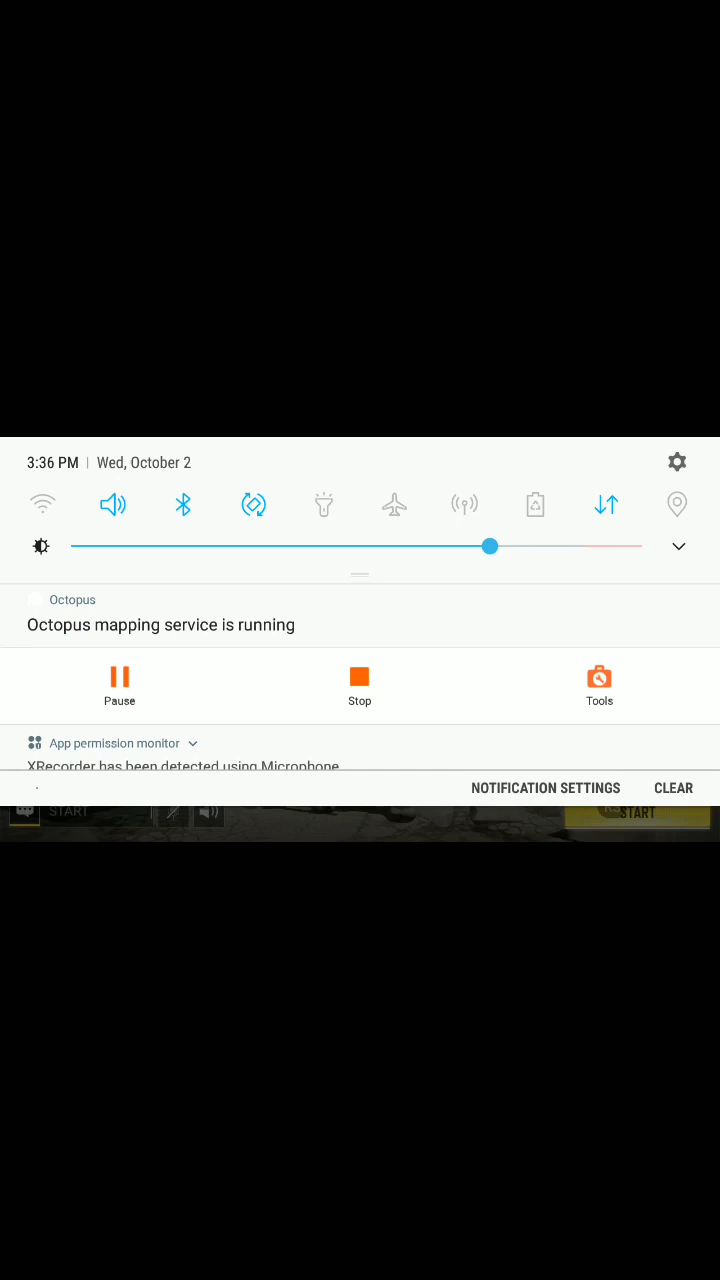 3:36 PM | Wed, October 2
Octopus
Octopus mapping service is running
Pause
Stop
Tools
App permission monitor
XRecorder has been detected using Microphone
NOTIFICATION SETTINGS
CLEAR
START
START